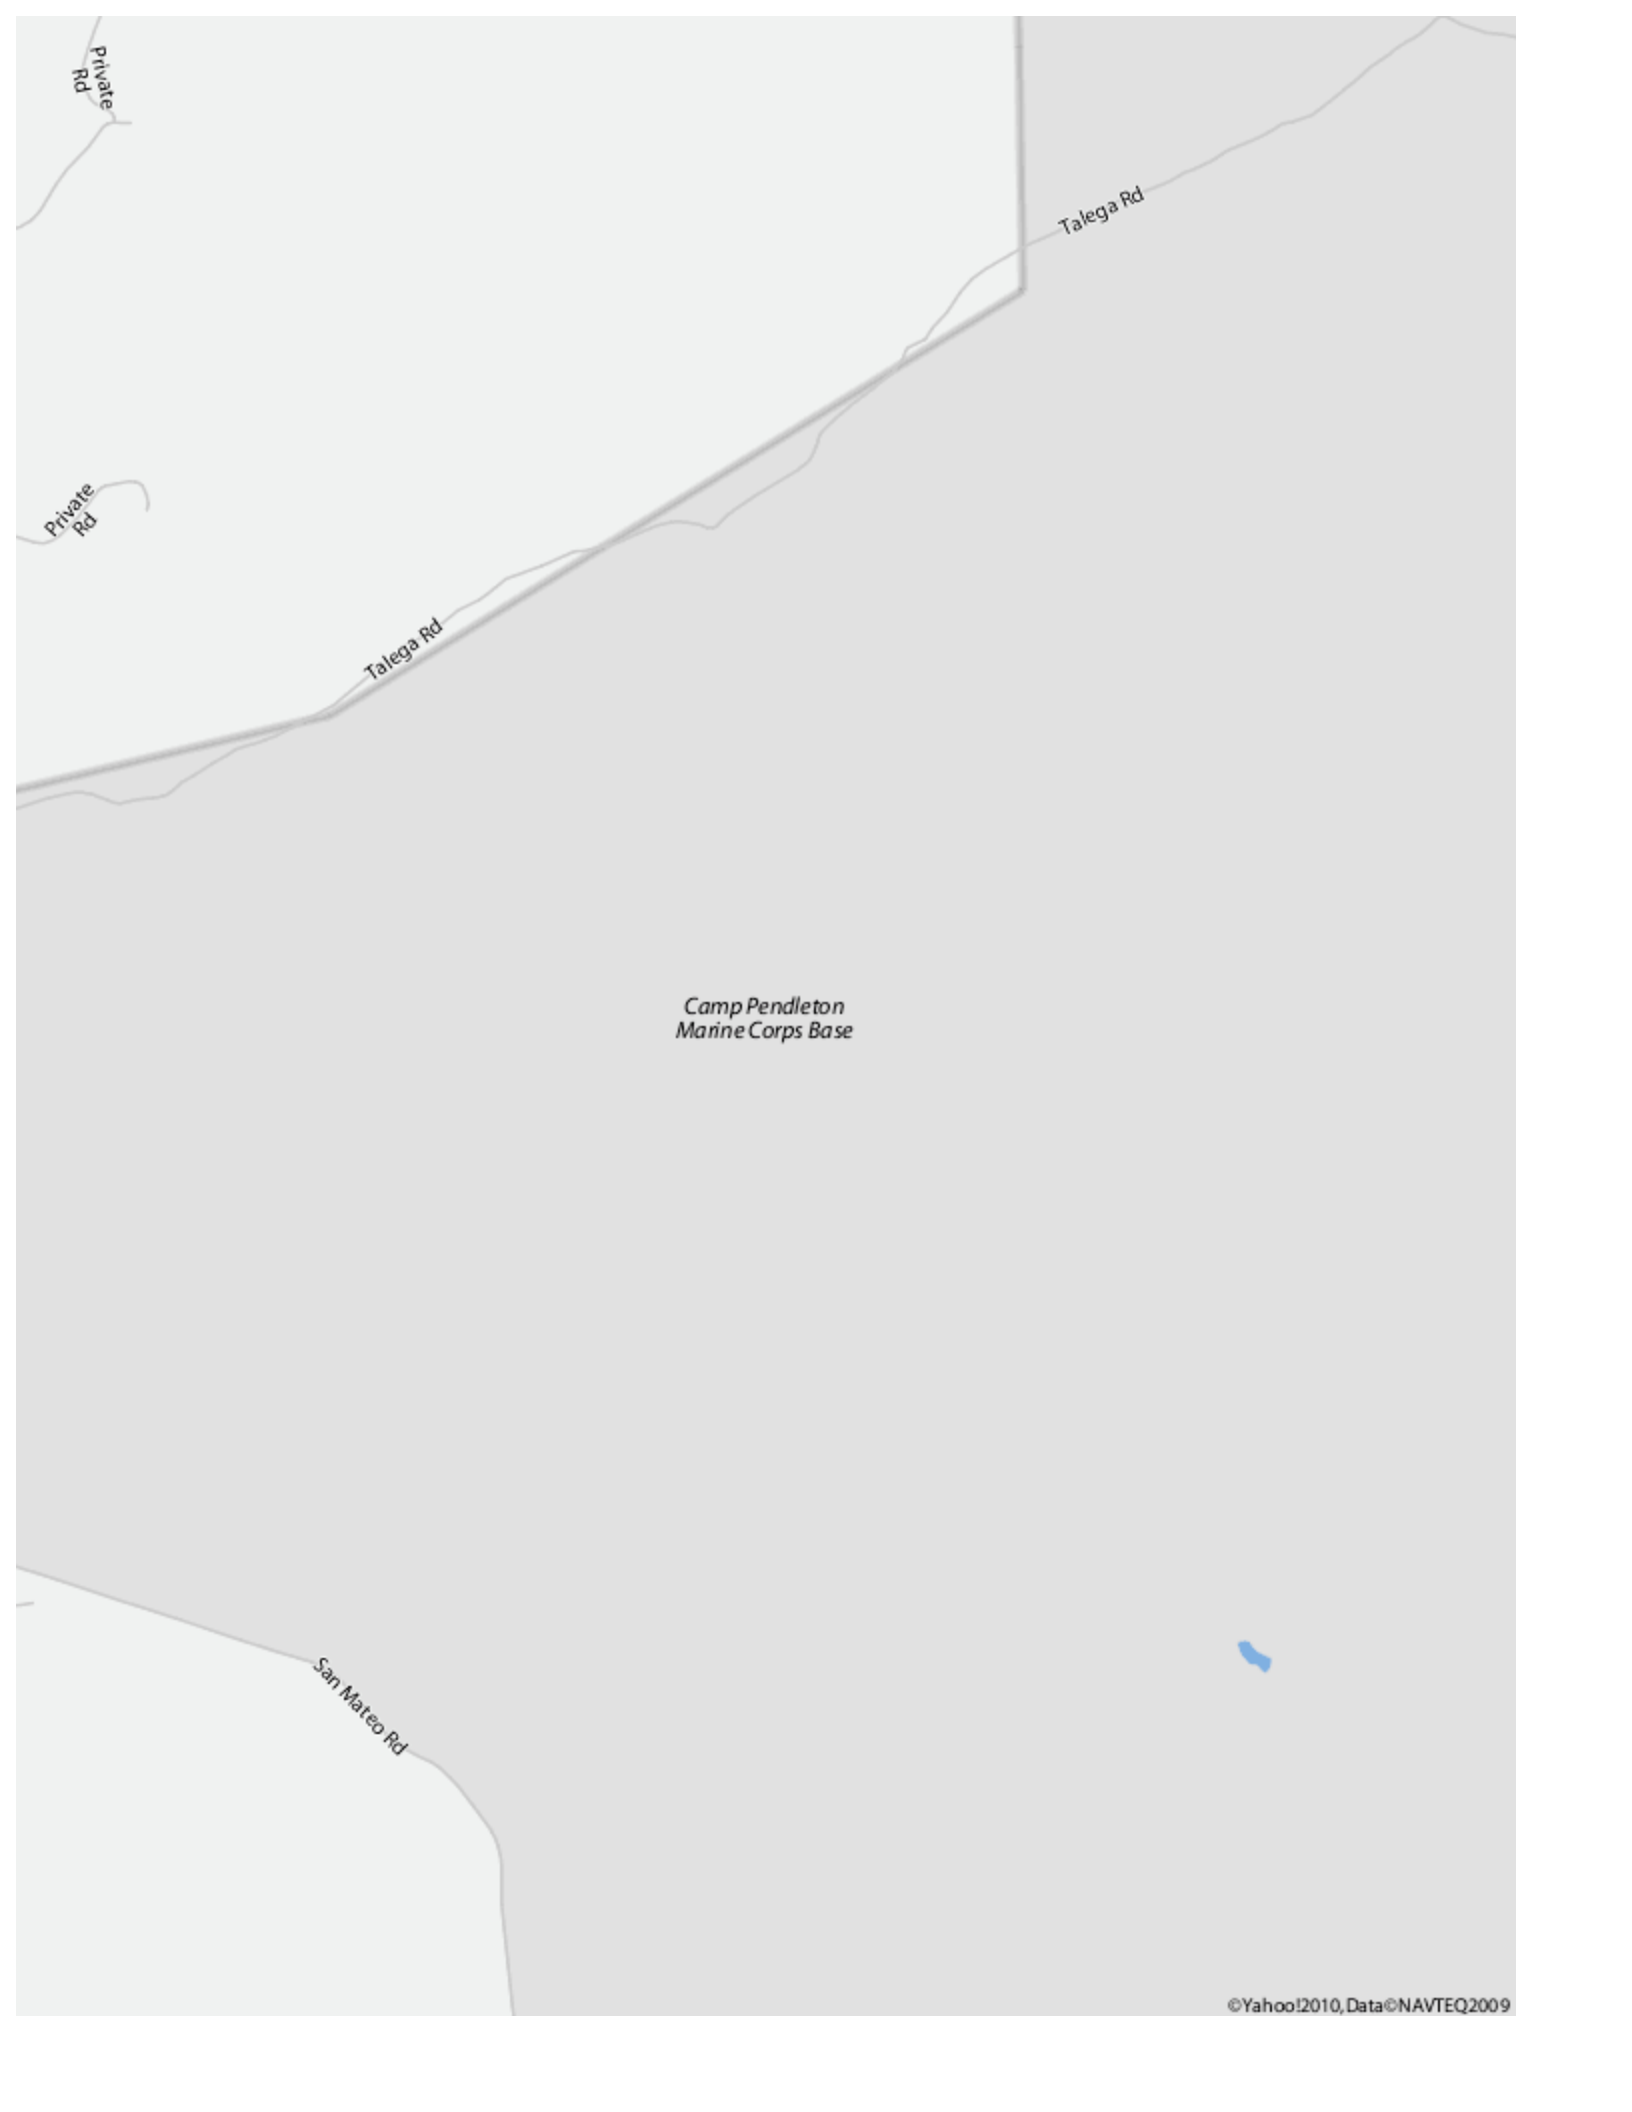 Private
Rd
Talega Rd
Private
Rd
Talega Rd
Camp Pendleton
Marine Corps Base
San Mateo Rd
©Yahoo!2010, Data©NAVTEQ2009